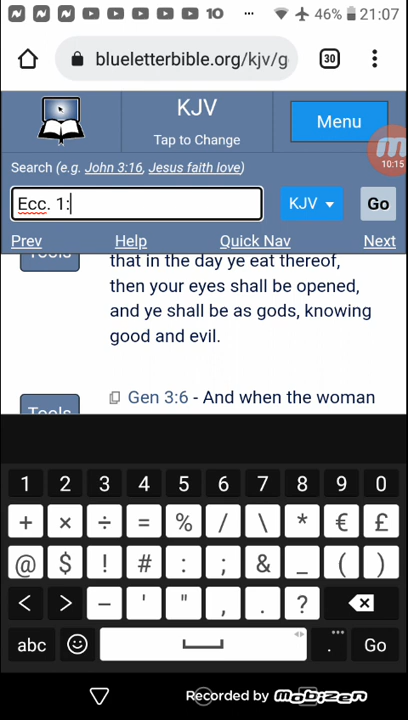 10 ... 46% 21:07
blueletterbible.org/kjv/g 30
KJV
Tap to Change
Menu
10:15
Search (e.g. John 3:16, Jesus faith love)
Ecc. 1:
KJV
Go
Prev Help Quick Nav Next
Tools
that in the day ye eat thereof,
then your eyes shall be opened,
and ye shall be as gods, knowing
good and evil.
Gen 3:6 - And when the woman
Tools
1 2 3 4 5 6 7 8 9 0
+ × ÷ = % / \ * € £
@ $ ! # : ; & _ ( )
< > – ' " , . ?
abc . Go
Recorded by mobizen